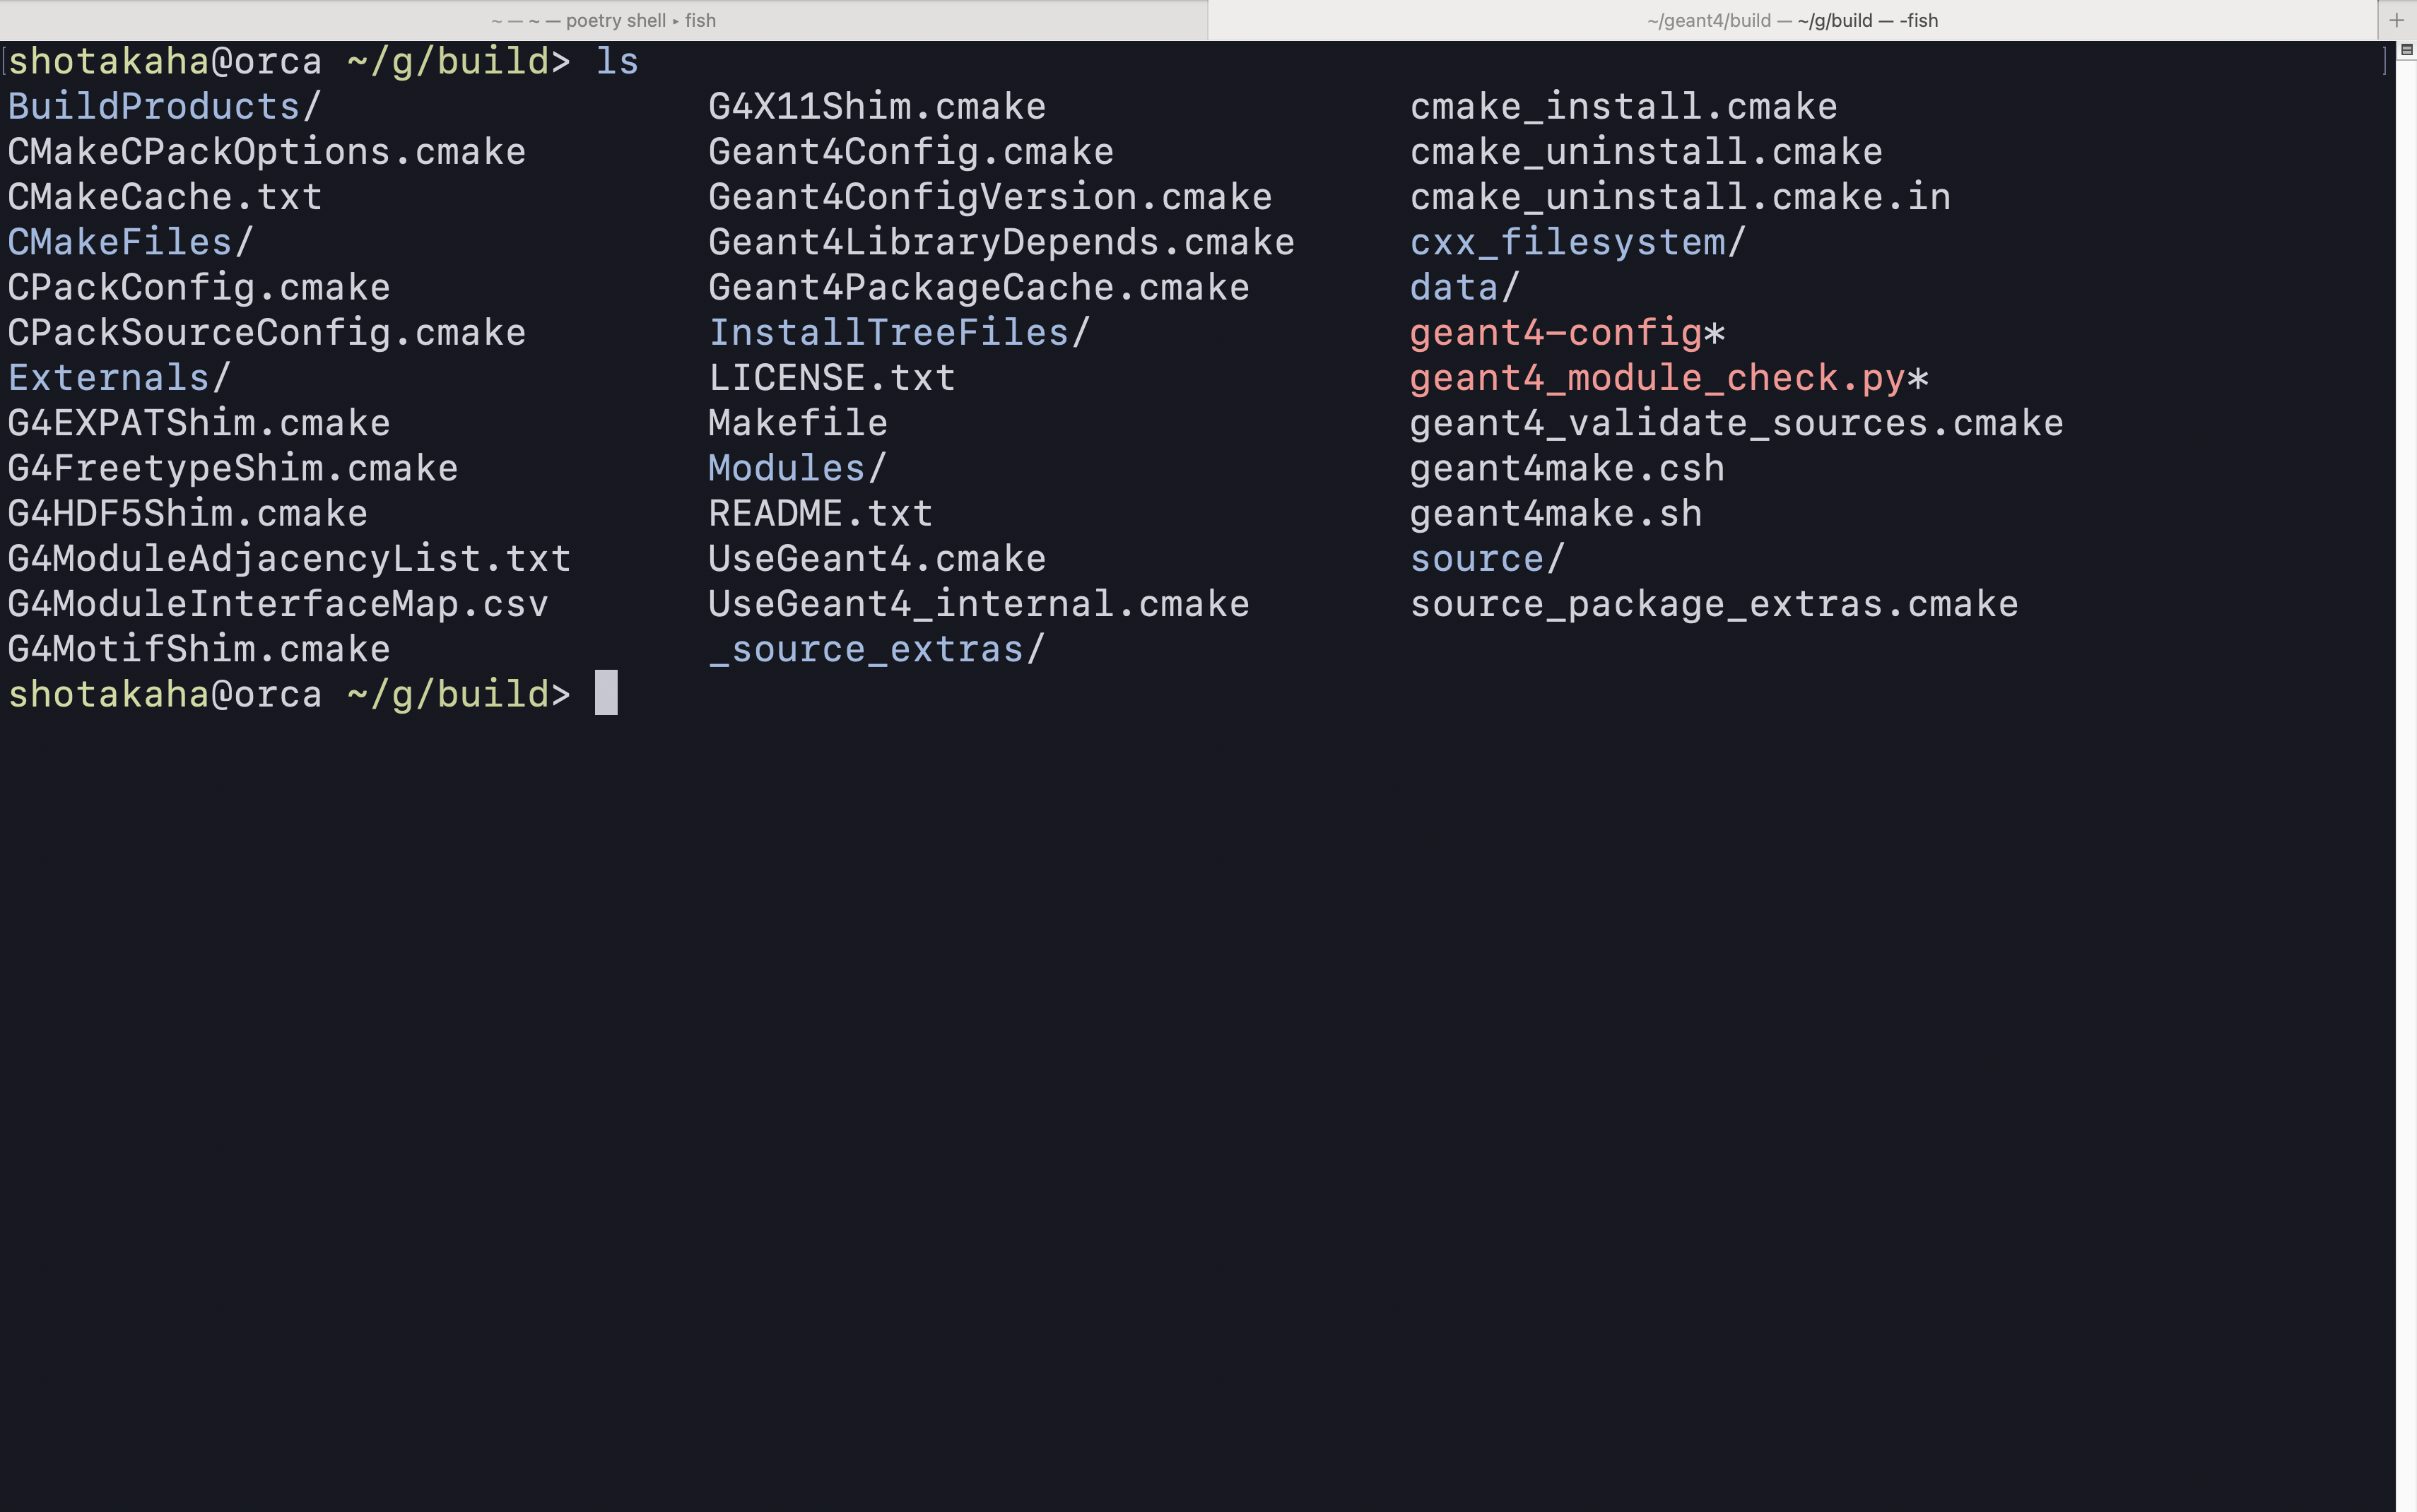 ~ — ~ — poetry shell ▸ fish ~/geant4/build — ~/g/build — -fish +
[shotakaha@orca ~/g/build> ls ]
BuildProducts/ G4X11Shim.cmake cmake_install.cmake
CMakeCPackOptions.cmake Geant4Config.cmake cmake_uninstall.cmake
CMakeCache.txt Geant4ConfigVersion.cmake cmake_uninstall.cmake.in
CMakeFiles/ Geant4LibraryDepends.cmake cxx_filesystem/
CPackConfig.cmake Geant4PackageCache.cmake data/
CPackSourceConfig.cmake InstallTreeFiles/ geant4-config*
Externals/ LICENSE.txt geant4_module_check.py*
G4EXPATShim.cmake Makefile geant4_validate_sources.cmake
G4FreetypeShim.cmake Modules/ geant4make.csh
G4HDF5Shim.cmake README.txt geant4make.sh
G4ModuleAdjacencyList.txt UseGeant4.cmake source/
G4ModuleInterfaceMap.csv UseGeant4_internal.cmake source_package_extras.cmake
G4MotifShim.cmake _source_extras/
shotakaha@orca ~/g/build>